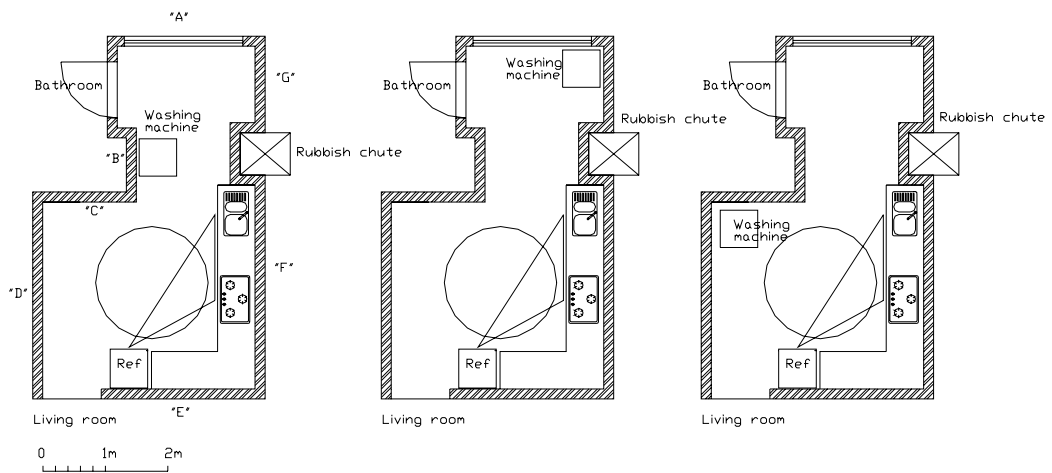 "A"
Bathroom
"G"
Washing
machine
"B"
Rubbish chute
"C"
"F"
"D"
Ref
"E"
Living room
0 1m 2m
Washing
machine
Bathroom
Rubbish chute
Ref
Living room
Bathroom
Rubbish chute
Washing
machine
Ref
Living room